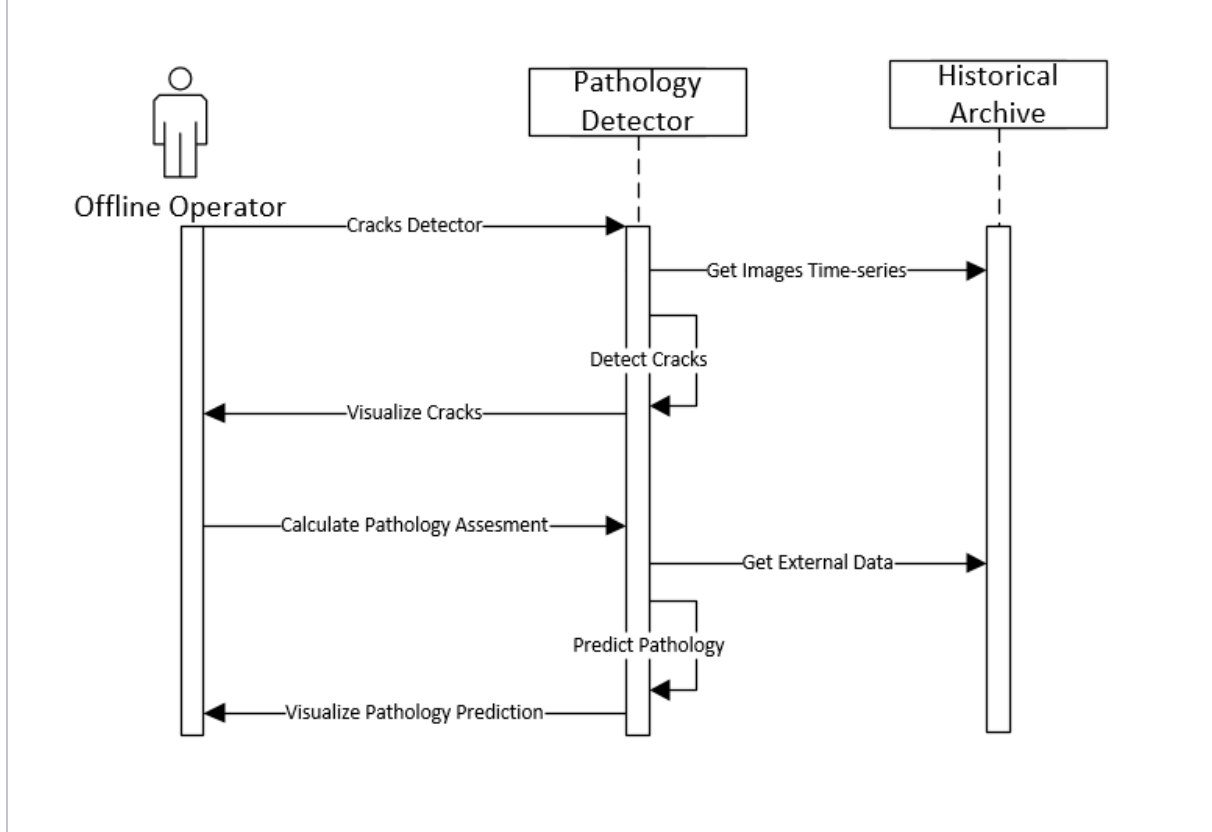 Pathology
Detector
Historical
Archive
Offline Operator
Cracks Detector
Get Images Time-series
Detect Cracks
Visualize Cracks
Calculate Pathology Assesment
Get External Data
Predict Pathology
Visualize Pathology Prediction